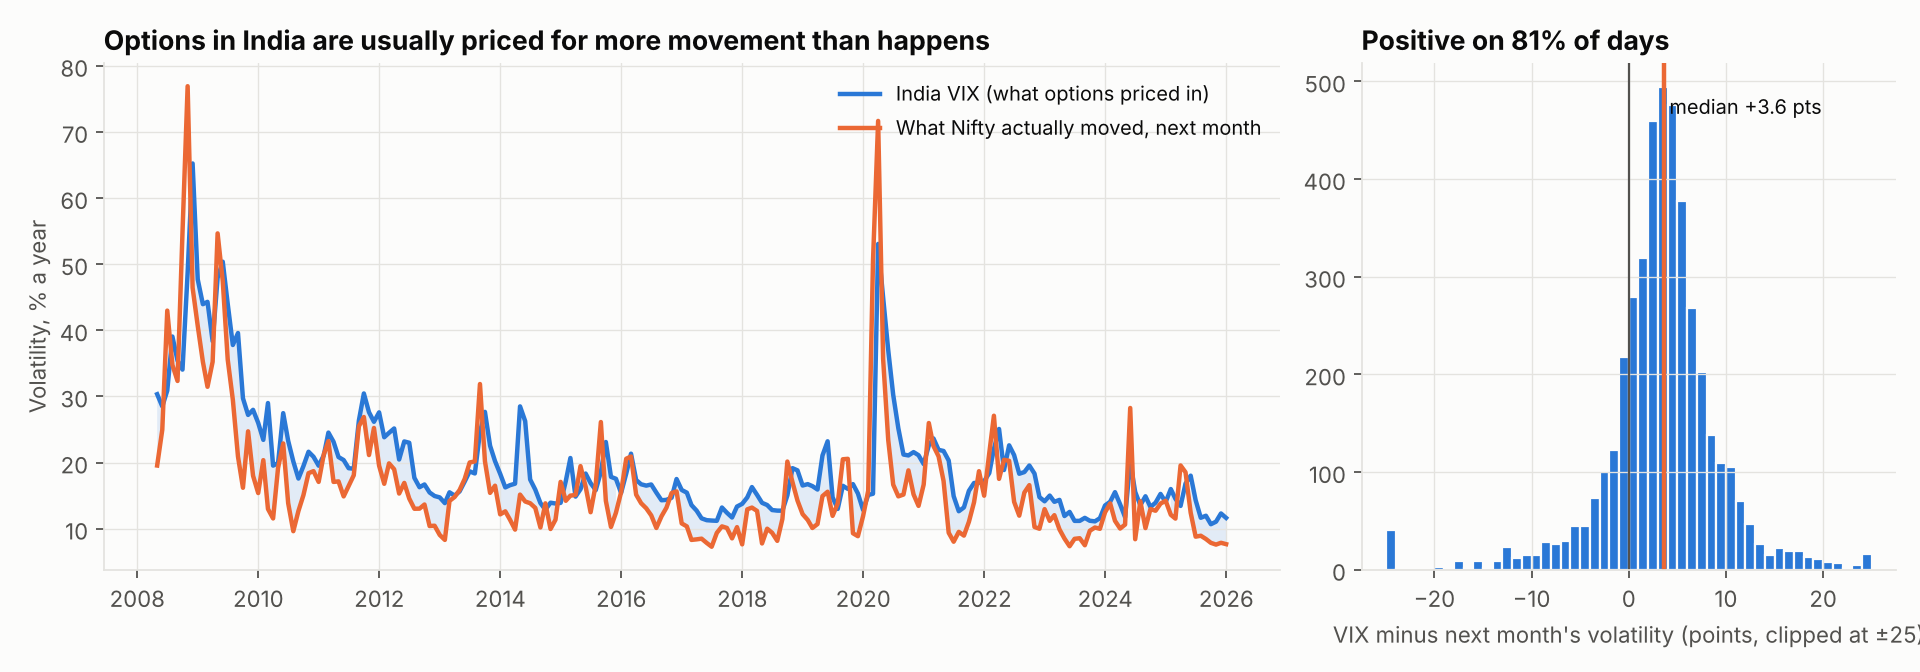 Options in India are usually priced for more movement than happens
Volatility, % a year
80
70
60
50
40
30
20
10
India VIX (what options priced in)
What Nifty actually moved, next month
2008 2010 2012 2014 2016 2018 2020 2022 2024 2026
Positive on 81% of days
500
400
300
200
100
0
median +3.6 pts
−20 −10 0 10 20
VIX minus next month's volatility (points, clipped at ±25)